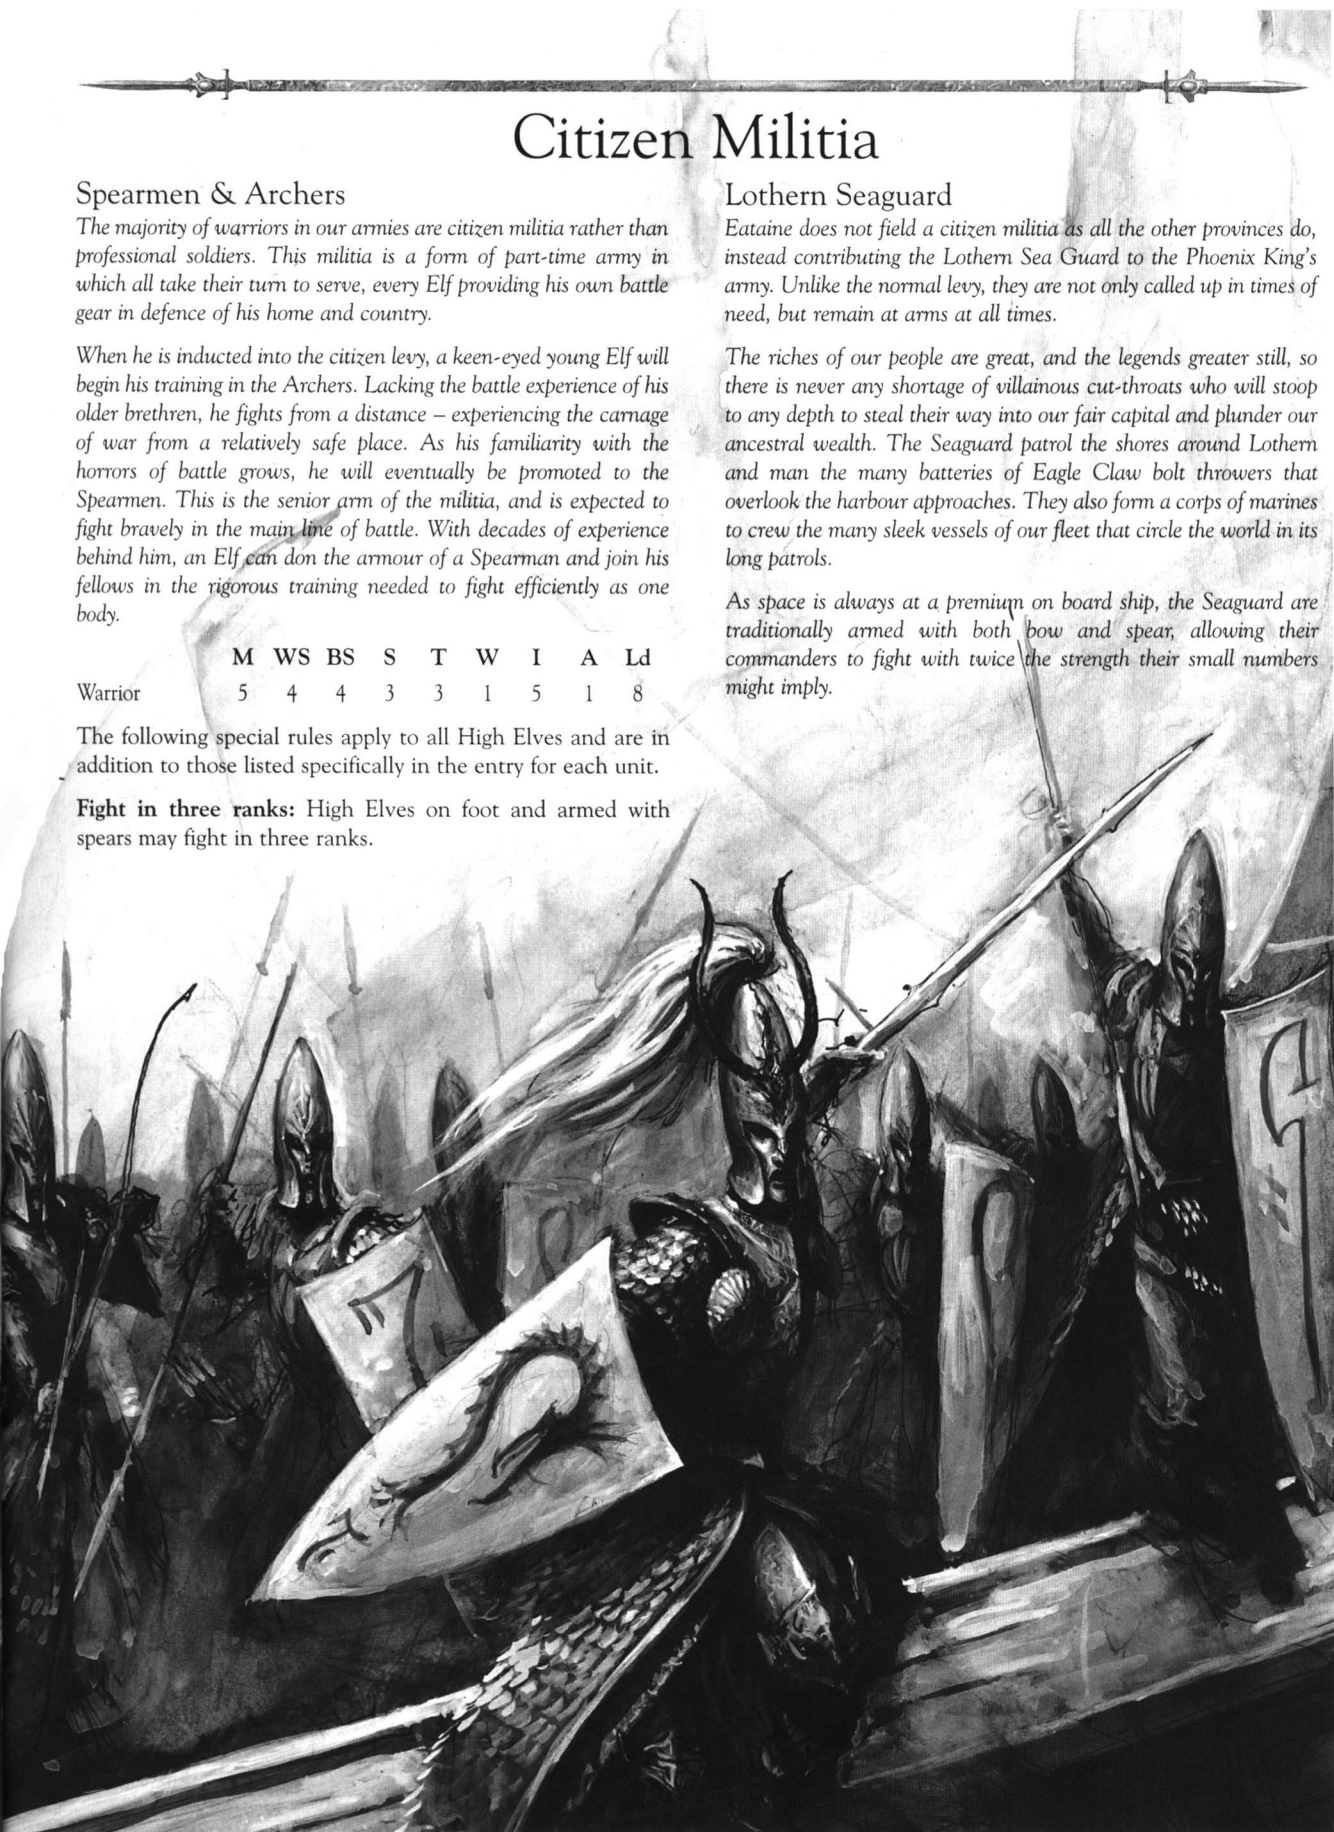 Citizen Militia
Spearmen & Archers
The majority of warriors in our armies are citizen militia rather than
professional soldiers. This militia is a form of part-time army in
which all take their turn to serve, every Elf providing his own battle
gear in defence of his home and country.
When he is inducted into the citizen levy, a keen-eyed young Elf will
begin his training in the Archers. Lacking the battle experience of his
older brethren, he fights from a distance – experiencing the carnage
of war from a relatively safe place. As his familiarity with the
horrors of battle grows, he will eventually be promoted to the
Spearmen. This is the senior arm of the militia, and is expected to
fight bravely in the main line of battle. With decades of experience
behind him, an Elf can don the armour of a Spearman and join his
fellows in the rigorous training needed to fight efficiently as one
body.
M WS BS S T W I A Ld
Warrior 5 4 4 3 3 1 5 1 8
The following special rules apply to all High Elves and are in
addition to those listed specifically in the entry for each unit.
Fight in three ranks: High Elves on foot and armed with
spears may fight in three ranks.
Lothern Seaguard
Eataine does not field a citizen militia as all the other provinces do,
instead contributing the Lothern Sea Guard to the Phoenix King's
army. Unlike the normal levy, they are not only called up in times of
need, but remain at arms at all times.
The riches of our people are great, and the legends greater still, so
there is never any shortage of villainous cut-throats who will stoop
to any depth to steal their way into our fair capital and plunder our
ancestral wealth. The Seaguard patrol the shores around Lothern
and man the many batteries of Eagle Claw bolt throwers that
overlook the harbour approaches. They also form a corps of marines
to crew the many sleek vessels of our fleet that circle the world in its
long patrols.
As space is always at a premium on board ship, the Seaguard are
traditionally armed with both bow and spear, allowing their
commanders to fight with twice the strength their small numbers
might imply.